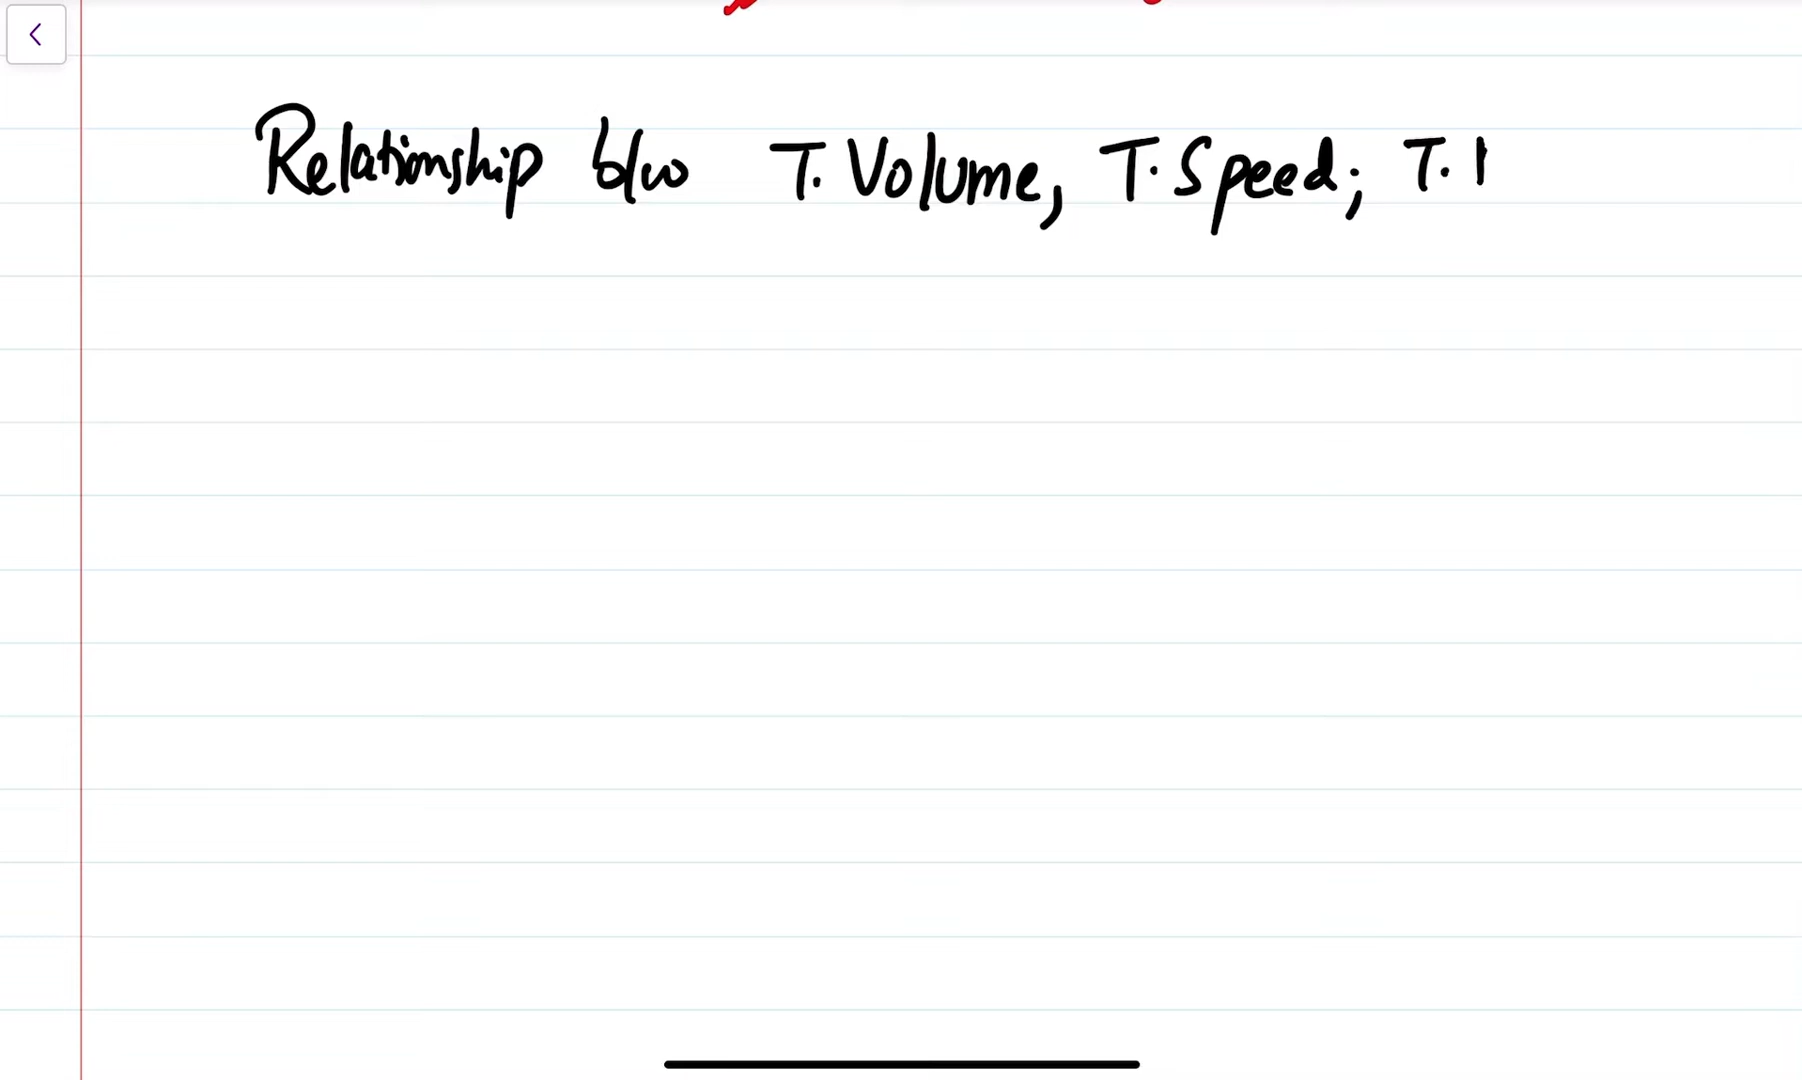 Relationship b/w T. Volume, T. Speed; T.